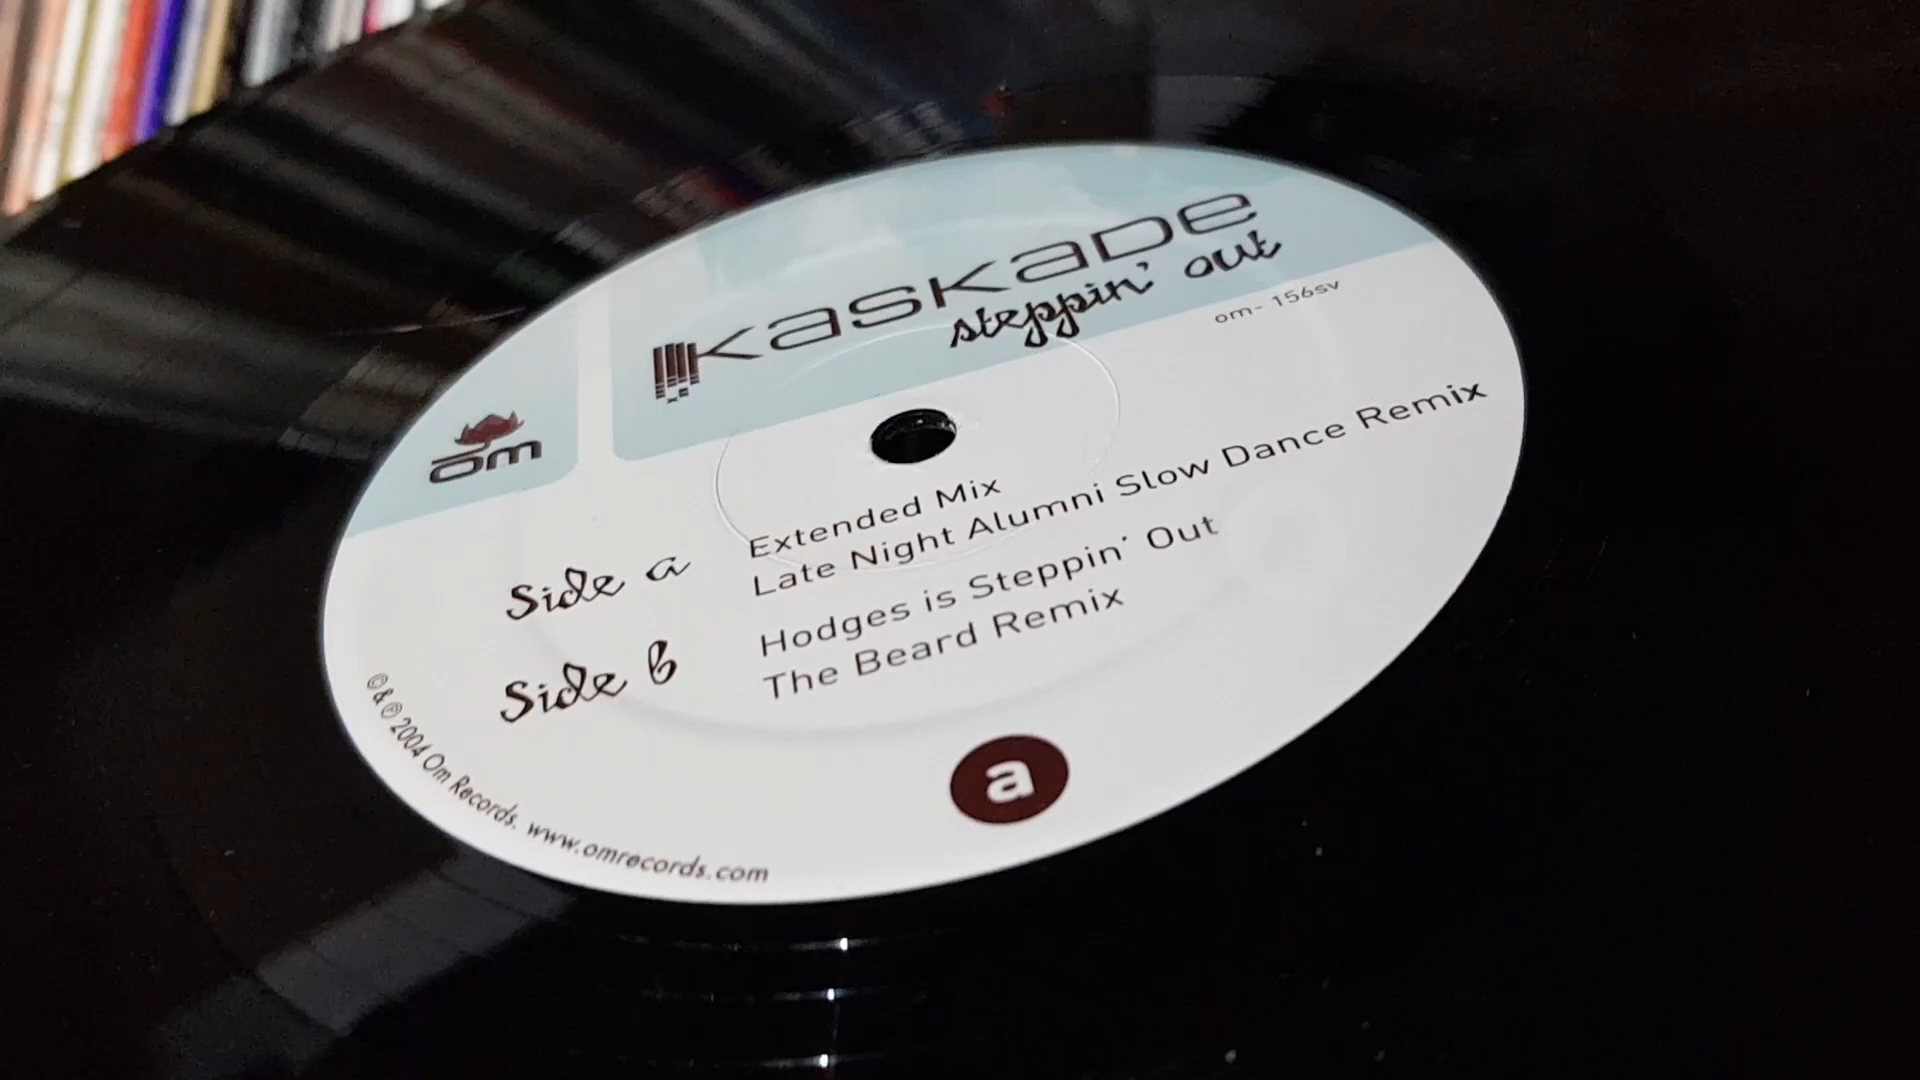 kaskade
steppin' out
om- 156sv
om
Side a
Extended Mix
Late Night Alumni Slow Dance Remix
Side b
Hodges is Steppin' Out
The Beard Remix
a
© & ℗ 2004 Om Records. www.omrecords.com